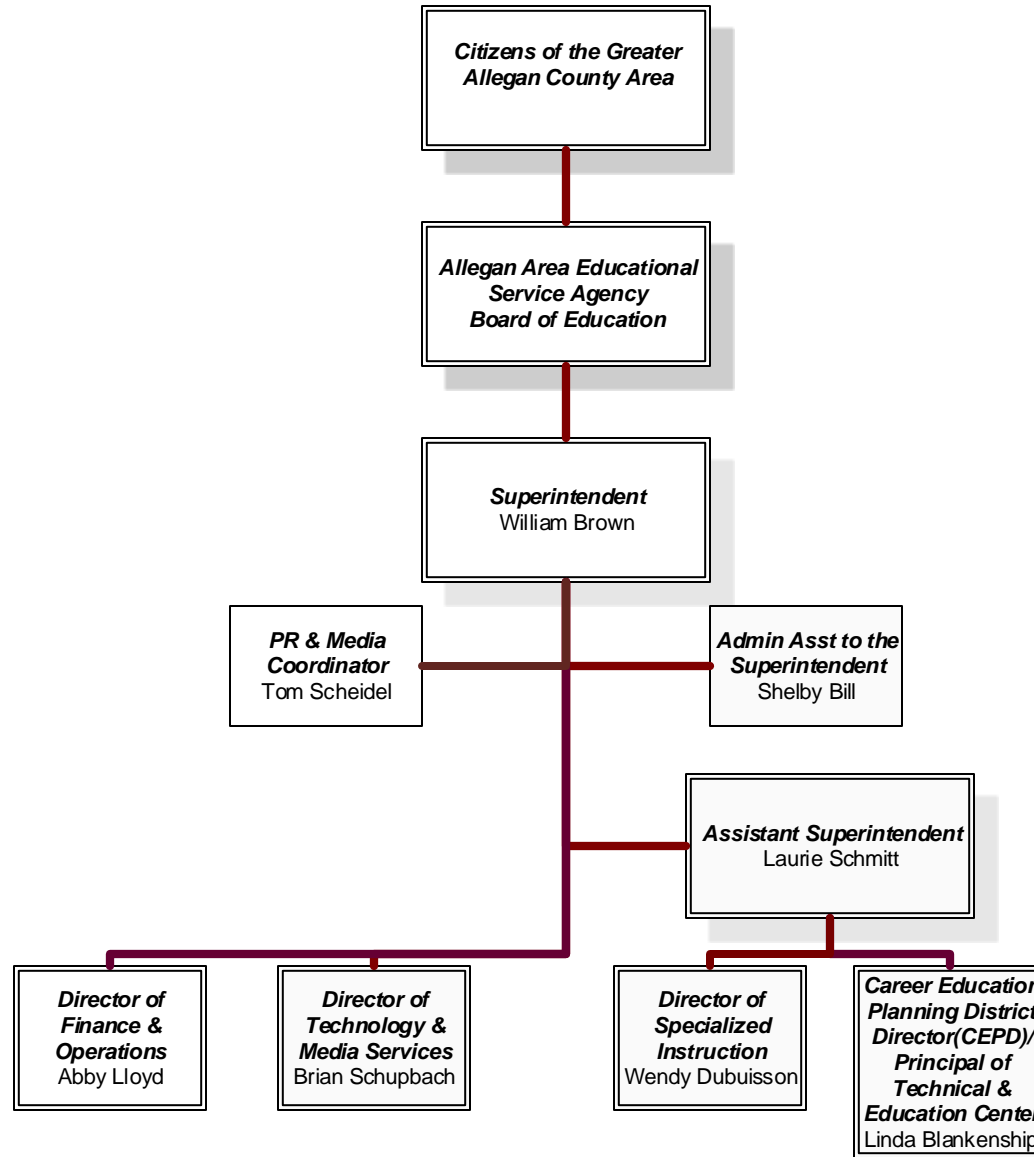 Citizens of the Greater
Allegan County Area
Allegan Area Educational
Service Agency
Board of Education
Superintendent
William Brown
PR & Media
Coordinator
Tom Scheidel
Admin Asst to the
Superintendent
Shelby Bill
Assistant Superintendent
Laurie Schmitt
Director of
Finance &
Operations
Abby Lloyd
Director of
Technology &
Media Services
Brian Schupbach
Director of
Specialized
Instruction
Wendy Dubuisson
Career Education
Planning District
Director(CEPD)/
Principal of
Technical &
Education Center
Linda Blankenship